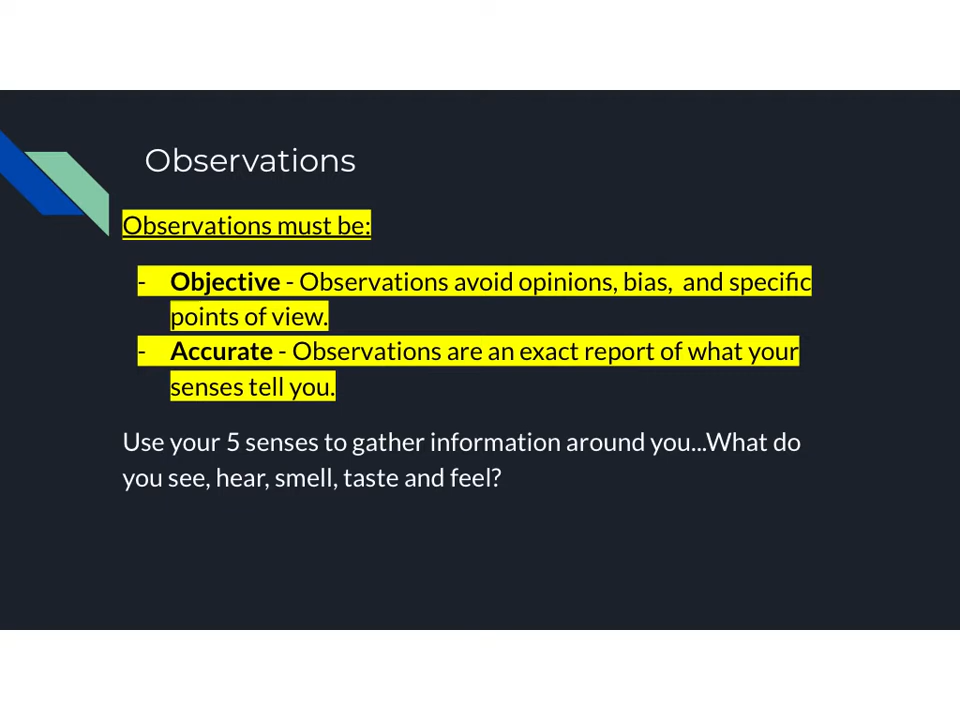 Observations
Observations must be:
- Objective - Observations avoid opinions, bias,  and specific
points of view.
- Accurate - Observations are an exact report of what your
senses tell you.
Use your 5 senses to gather information around you...What do
you see, hear, smell, taste and feel?